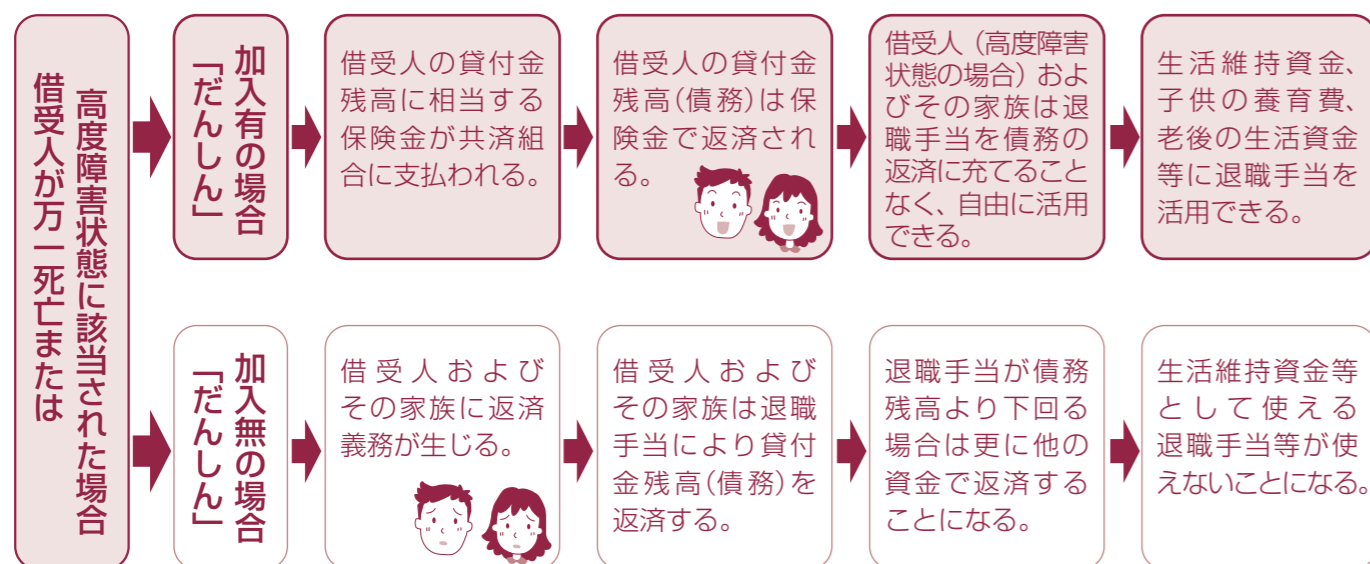 借受人が万一死亡または
高度障害状態に該当された場合
「だんしん」
加入有の場合
借受人の貸付金
残高に相当する
保険金が共済組
合に支払われる。
借受人の貸付金
残高(債務)は保
険金で返済され
る。
借受人（高度障害
状態の場合）およ
びその家族は退
職手当を債務の
返済に充てること
なく、自由に活用
できる。
生活維持資金、
子供の養育費、
老後の生活資金
等に退職手当を
活用できる。
「だんしん」
加入無の場合
借受人および
その家族に返済
義務が生じる。
借受人および
その家族は退職
手当により貸付
金残高(債務)を
返済する。
退職手当が債務
残高より下回る
場合は更に他の
資金で返済する
ことになる。
生活維持資金等
として使える
退職手当等が使
えないことになる。